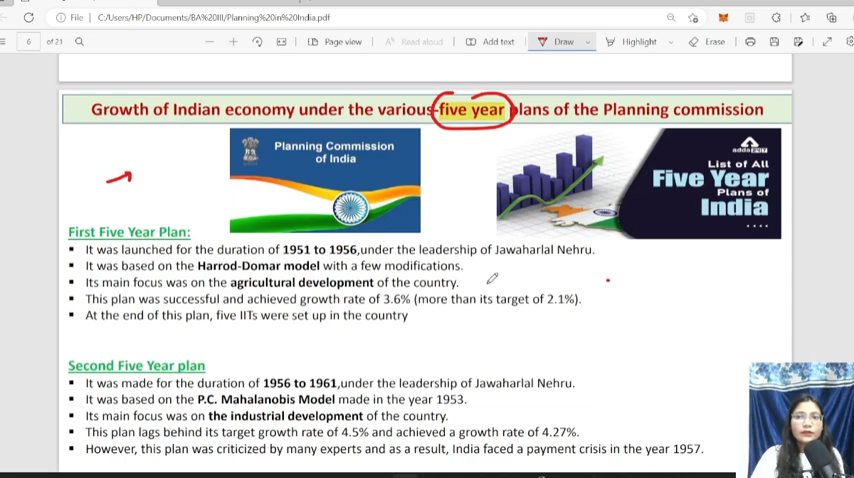 File
C:/Users/HP/Documents/BA%20III/Planning%20in%20India.pdf
6 of 21
Page view
Read aloud
Add text
Draw
Highlight
Erase
Growth of Indian economy under the various five year plans of the Planning commission
Planning Commission
of India
adda247
List of All
Five Year
Plans of
India
First Five Year Plan:
▪ It was launched for the duration of 1951 to 1956,under the leadership of Jawaharlal Nehru.
▪ It was based on the Harrod-Domar model with a few modifications.
▪ Its main focus was on the agricultural development of the country.
▪ This plan was successful and achieved growth rate of 3.6% (more than its target of 2.1%).
▪ At the end of this plan, five IITs were set up in the country
Second Five Year plan
▪ It was made for the duration of 1956 to 1961,under the leadership of Jawaharlal Nehru.
▪ It was based on the P.C. Mahalanobis Model made in the year 1953.
▪ Its main focus was on the industrial development of the country.
▪ This plan lags behind its target growth rate of 4.5% and achieved a growth rate of 4.27%.
▪ However, this plan was criticized by many experts and as a result, India faced a payment crisis in the year 1957.